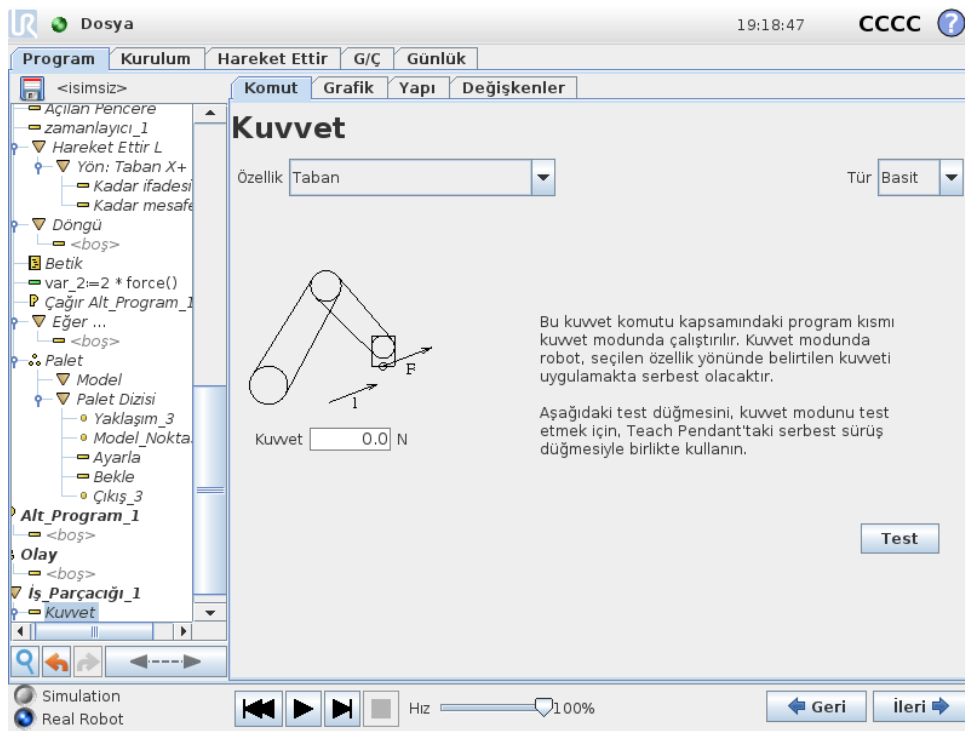 UR Dosya 19:18:47 CCCC ?
Program Kurulum Hareket Ettir G/Ç Günlük
<isimsiz> Komut Grafik Yapı Değişkenler
Açılan Pencere
zamanlayıcı_1
Hareket Ettir L
Yön: Taban X+
Kadar ifadesi
Kadar mesafe
Döngü
<boş>
Betik
var_2:=2 * force()
Çağır Alt_Program_1
Eğer ...
<boş>
Palet
Model
Palet Dizisi
Yaklaşım_3
Model_Nokta
Ayarla
Bekle
Çıkış_3
Alt_Program_1
<boş>
Olay
<boş>
İş_Parçacığı_1
Kuvvet
Kuvvet
Özellik Taban Tür Basit
F
1
Kuvvet 0.0 N
Bu kuvvet komutu kapsamındaki program kısmı
kuvvet modunda çalıştırılır. Kuvvet modunda
robot, seçilen özellik yönünde belirtilen kuvveti
uygulamakta serbest olacaktır.
Aşağıdaki test düğmesini, kuvvet modunu test
etmek için, Teach Pendant'taki serbest sürüş
düğmesiyle birlikte kullanın.
Test
Simulation
Real Robot
Hız 100%
Geri İleri